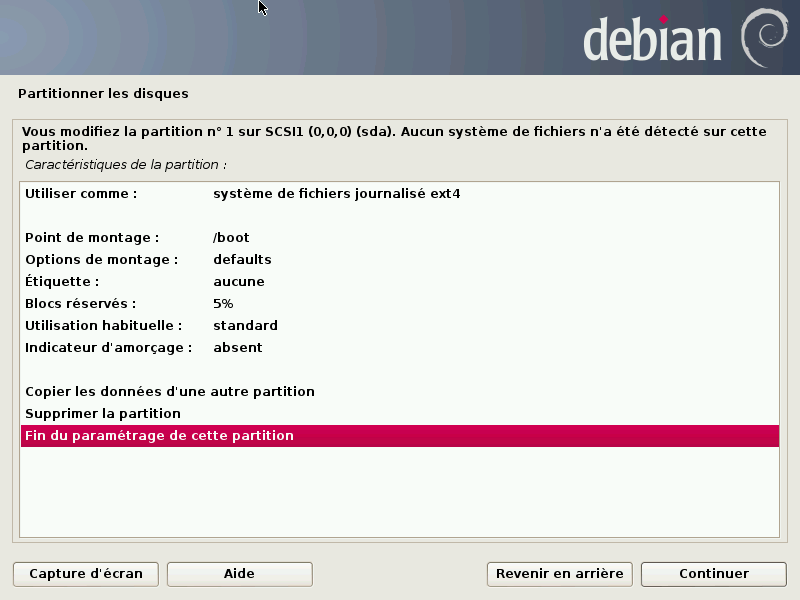 debian
Partitionner les disques
Vous modifiez la partition n° 1 sur SCSI1 (0,0,0) (sda). Aucun système de fichiers n'a été détecté sur cette
partition.
Caractéristiques de la partition :
Utiliser comme : système de fichiers journalisé ext4
Point de montage : /boot
Options de montage : defaults
Étiquette : aucune
Blocs réservés : 5%
Utilisation habituelle : standard
Indicateur d'amorçage : absent
Copier les données d'une autre partition
Supprimer la partition
Fin du paramétrage de cette partition
Capture d'écran Aide Revenir en arrière Continuer